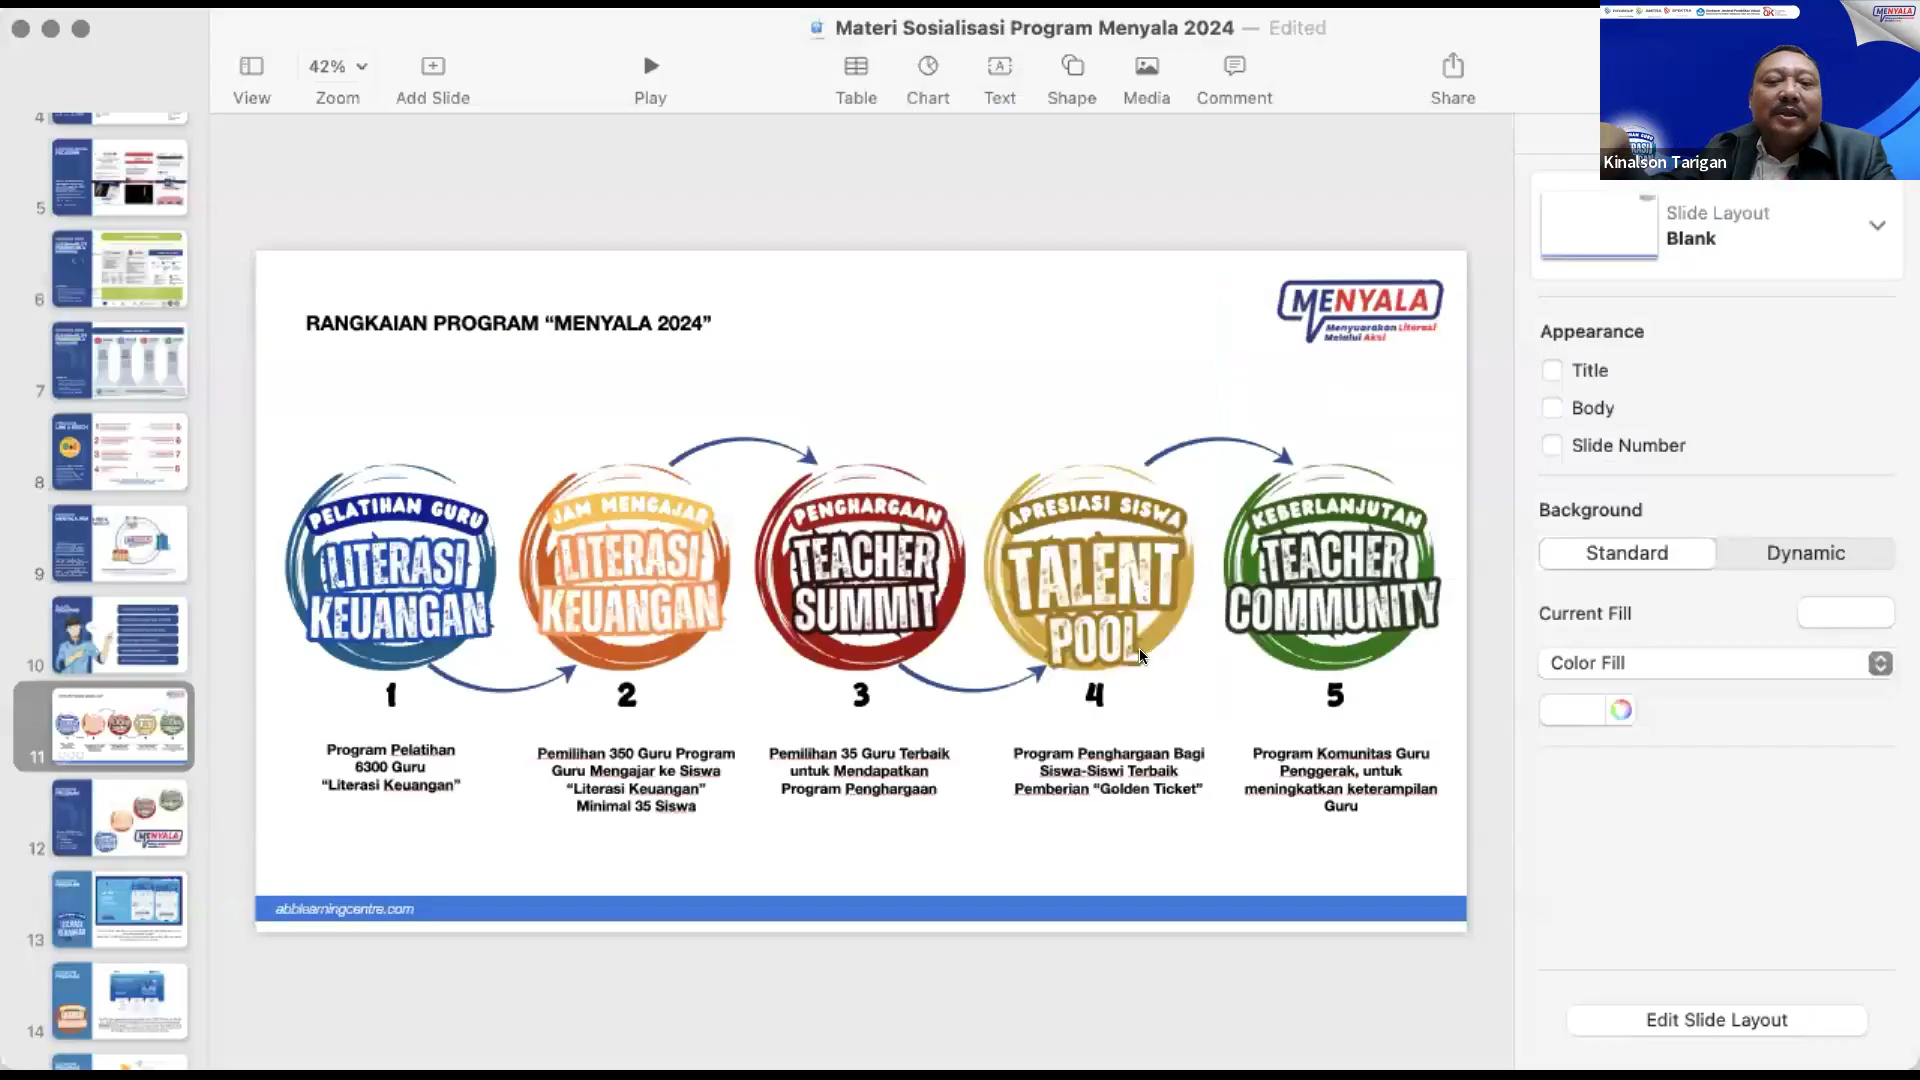 Materi Sosialisasi Program Menyala 2024 — Edited
View
42%
Zoom
Add Slide
Play
Table
Chart
Text
Shape
Media
Comment
Share
MENYALA
Kinalson Tarigan
4
5
6
7
8
9
10
11
12
13
14
RANGKAIAN PROGRAM “MENYALA 2024”
MENYALA
Menyuarakan Literasi
Melalui Aksi
PELATIHAN GURU
LITERASI
KEUANGAN
1
Program Pelatihan
6300 Guru
“Literasi Keuangan”
JAM MENGAJAR
LITERASI
KEUANGAN
2
Pemilihan 350 Guru Program
Guru Mengajar ke Siswa
“Literasi Keuangan”
Minimal 35 Siswa
PENGHARGAAN
TEACHER
SUMMIT
3
Pemilihan 35 Guru Terbaik
untuk Mendapatkan
Program Penghargaan
APRESIASI SISWA
TALENT
POOL
4
Program Penghargaan Bagi
Siswa-Siswi Terbaik
Pemberian “Golden Ticket”
KEBERLANJUTAN
TEACHER
COMMUNITY
5
Program Komunitas Guru
Penggerak, untuk
meningkatkan keterampilan
Guru
abblearningcentre.com
Slide Layout
Blank
Appearance
Title
Body
Slide Number
Background
Standard
Dynamic
Current Fill
Color Fill
Edit Slide Layout